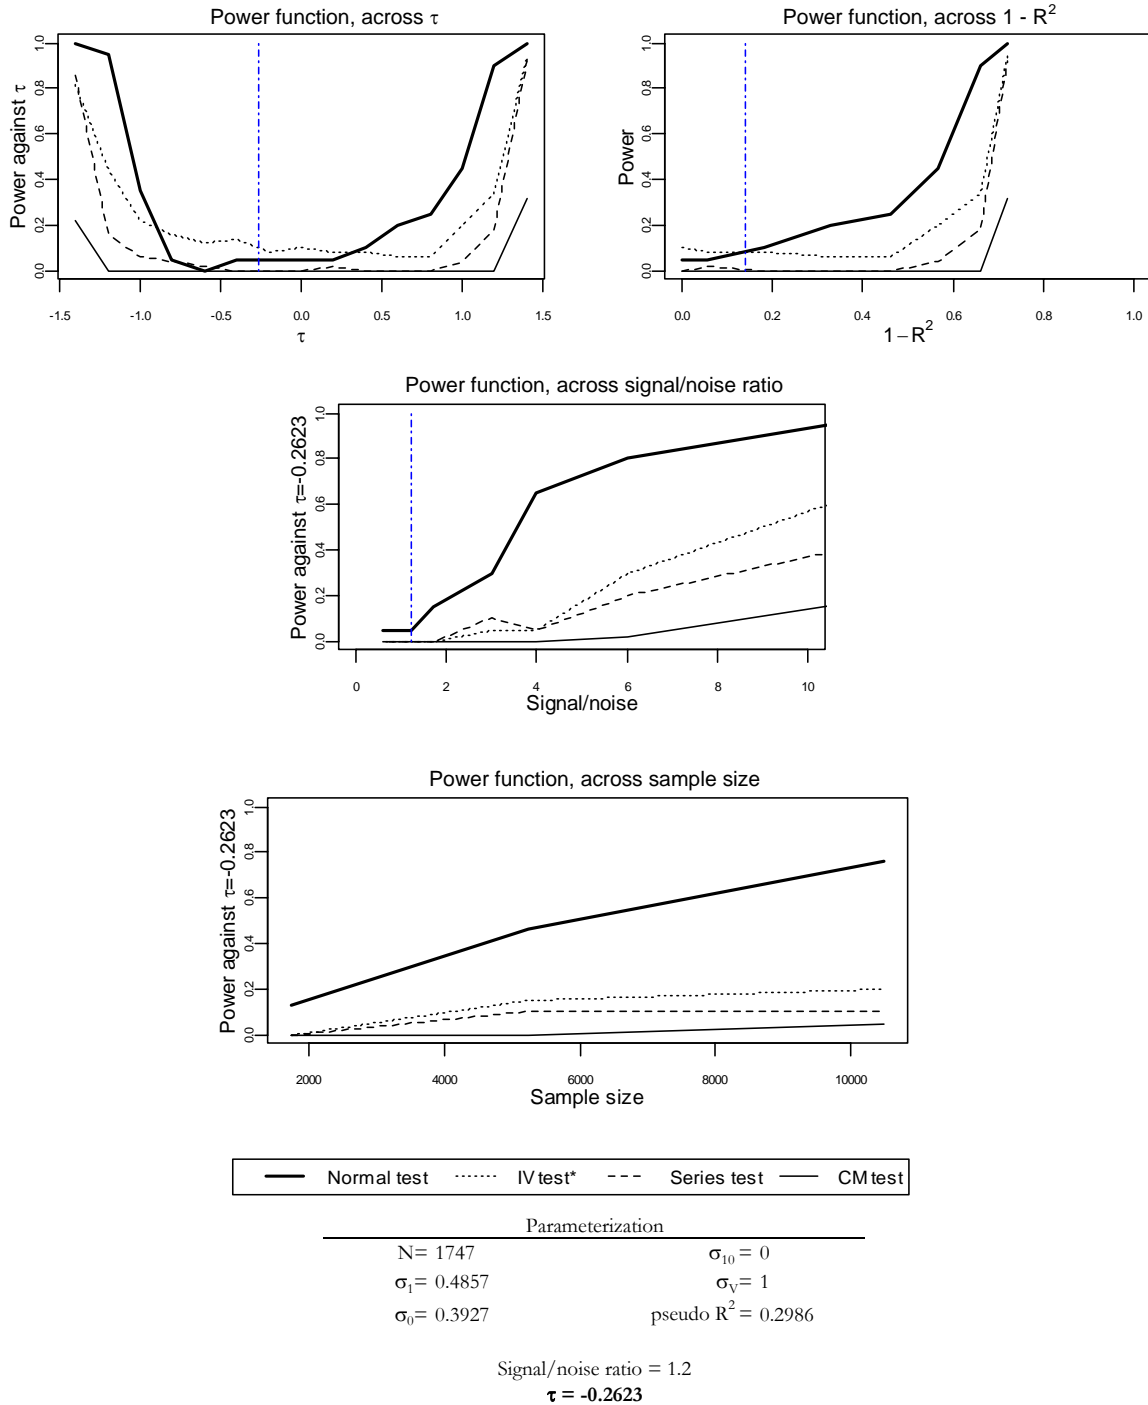 Power function, across τ
Power against τ
1.0
0.8
0.6
0.4
0.2
0.0
-1.5 -1.0 -0.5 0.0 0.5 1.0 1.5
τ
Power function, across 1 - R²
Power
1.0
0.8
0.6
0.4
0.2
0.0
0.0 0.2 0.4 0.6 0.8 1.0
1−R²
Power function, across signal/noise ratio
Power against τ=-0.2623
1.0
0.8
0.6
0.4
0.2
0.0
0 2 4 6 8 10
Signal/noise
Power function, across sample size
Power against τ=-0.2623
1.0
0.8
0.6
0.4
0.2
0.0
2000 4000 6000 8000 10000
Sample size
Normal test IV test* Series test CM test
Parameterization
N= 1747 σ₁₀ = 0
σ₁= 0.4857 σ_V= 1
σ₀= 0.3927 pseudo R² = 0.2986
Signal/noise ratio = 1.2
τ = -0.2623